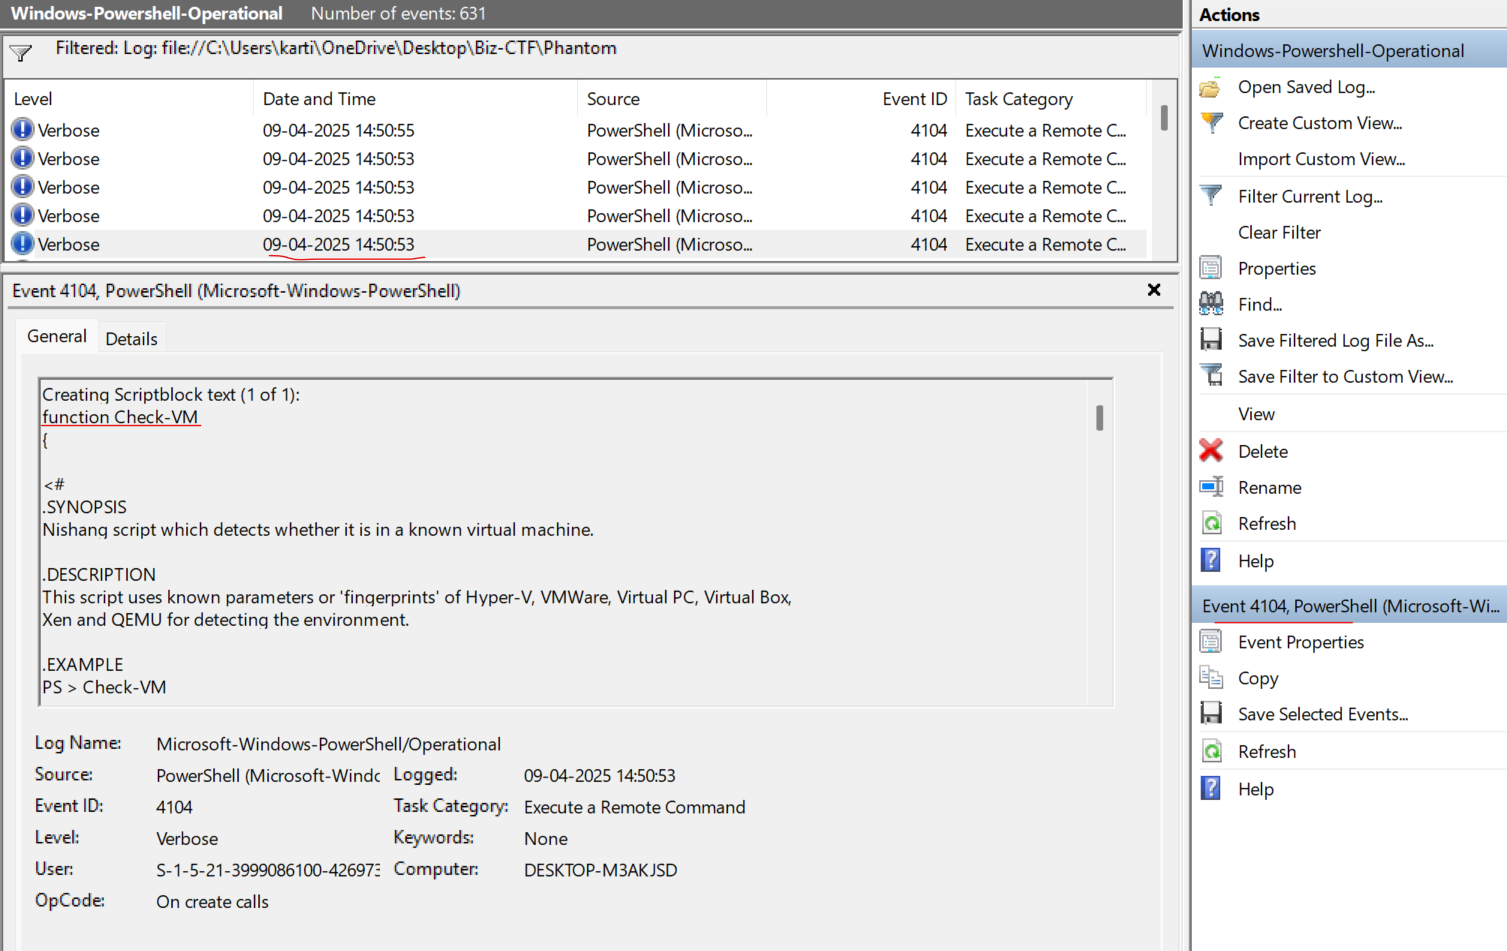 Windows-Powershell-Operational Number of events: 631
Filtered: Log: file://C:\Users\karti\OneDrive\Desktop\Biz-CTF\Phantom
Level Date and Time Source Event ID Task Category
Verbose 09-04-2025 14:50:55 PowerShell (Microso... 4104 Execute a Remote C...
Verbose 09-04-2025 14:50:53 PowerShell (Microso... 4104 Execute a Remote C...
Verbose 09-04-2025 14:50:53 PowerShell (Microso... 4104 Execute a Remote C...
Verbose 09-04-2025 14:50:53 PowerShell (Microso... 4104 Execute a Remote C...
Verbose 09-04-2025 14:50:53 PowerShell (Microso... 4104 Execute a Remote C...
Event 4104, PowerShell (Microsoft-Windows-PowerShell)
General Details
Creating Scriptblock text (1 of 1):
function Check-VM
{
<#
.SYNOPSIS
Nishang script which detects whether it is in a known virtual machine.
.DESCRIPTION
This script uses known parameters or 'fingerprints' of Hyper-V, VMWare, Virtual PC, Virtual Box,
Xen and QEMU for detecting the environment.
.EXAMPLE
PS > Check-VM
Log Name: Microsoft-Windows-PowerShell/Operational
Source: PowerShell (Microsoft-Windo Logged: 09-04-2025 14:50:53
Event ID: 4104 Task Category: Execute a Remote Command
Level: Verbose Keywords: None
User: S-1-5-21-3999086100-426973 Computer: DESKTOP-M3AKJSD
OpCode: On create calls
Actions
Windows-Powershell-Operational
Open Saved Log...
Create Custom View...
Import Custom View...
Filter Current Log...
Clear Filter
Properties
Find...
Save Filtered Log File As...
Save Filter to Custom View...
View
Delete
Rename
Refresh
Help
Event 4104, PowerShell (Microsoft-Wi...
Event Properties
Copy
Save Selected Events...
Refresh
Help